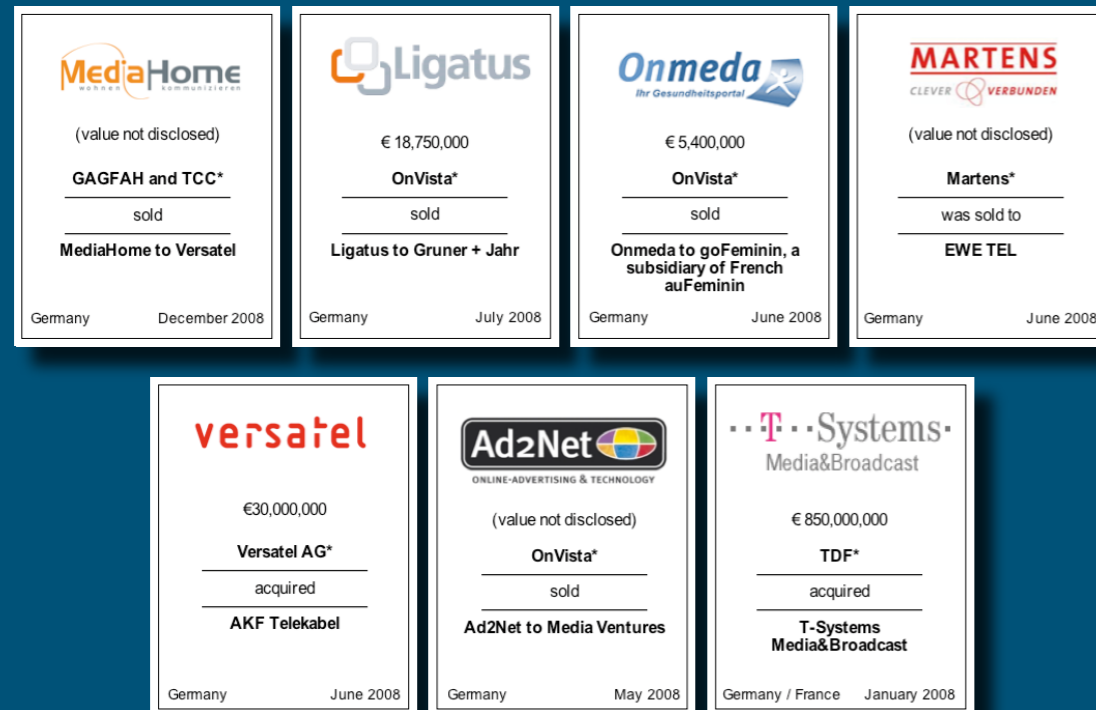 MediaHome
wohnen kommunizieren
(value not disclosed)
GAGFAH and TCC*
sold
MediaHome to Versatel
Germany December 2008
Ligatus
€ 18,750,000
OnVista*
sold
Ligatus to Gruner + Jahr
Germany July 2008
Onmeda
Ihr Gesundheitsportal
€ 5,400,000
OnVista*
sold
Onmeda to goFeminin, a
subsidiary of French
auFeminin
Germany June 2008
MARTENS
CLEVER VERBUNDEN
(value not disclosed)
Martens*
was sold to
EWE TEL
Germany June 2008
versatel
€30,000,000
Versatel AG*
acquired
AKF Telekabel
Germany June 2008
Ad2Net
ONLINE-ADVERTISING & TECHNOLOGY
(value not disclosed)
OnVista*
sold
Ad2Net to Media Ventures
Germany May 2008
···T···Systems·
Media&Broadcast
€ 850,000,000
TDF*
acquired
T-Systems
Media&Broadcast
Germany / France January 2008